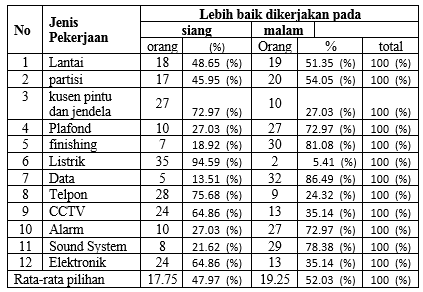 No Jenis Pekerjaan Lebih baik dikerjakan pada
siang malam
orang (%) Orang % total
1 Lantai 18 48.65 (%) 19 51.35 (%) 100 (%)
2 partisi 17 45.95 (%) 20 54.05 (%) 100 (%)
3 kusen pintu dan jendela 27 72.97 (%) 10 27.03 (%) 100 (%)
4 Plafond 10 27.03 (%) 27 72.97 (%) 100 (%)
5 finishing 7 18.92 (%) 30 81.08 (%) 100 (%)
6 Listrik 35 94.59 (%) 2 5.41 (%) 100 (%)
7 Data 5 13.51 (%) 32 86.49 (%) 100 (%)
8 Telpon 28 75.68 (%) 9 24.32 (%) 100 (%)
9 CCTV 24 64.86 (%) 13 35.14 (%) 100 (%)
10 Alarm 10 27.03 (%) 27 72.97 (%) 100 (%)
11 Sound System 8 21.62 (%) 29 78.38 (%) 100 (%)
12 Elektronik 24 64.86 (%) 13 35.14 (%) 100 (%)
Rata-rata pilihan 17.75 47.97 (%) 19.25 52.03 (%) 100 (%)